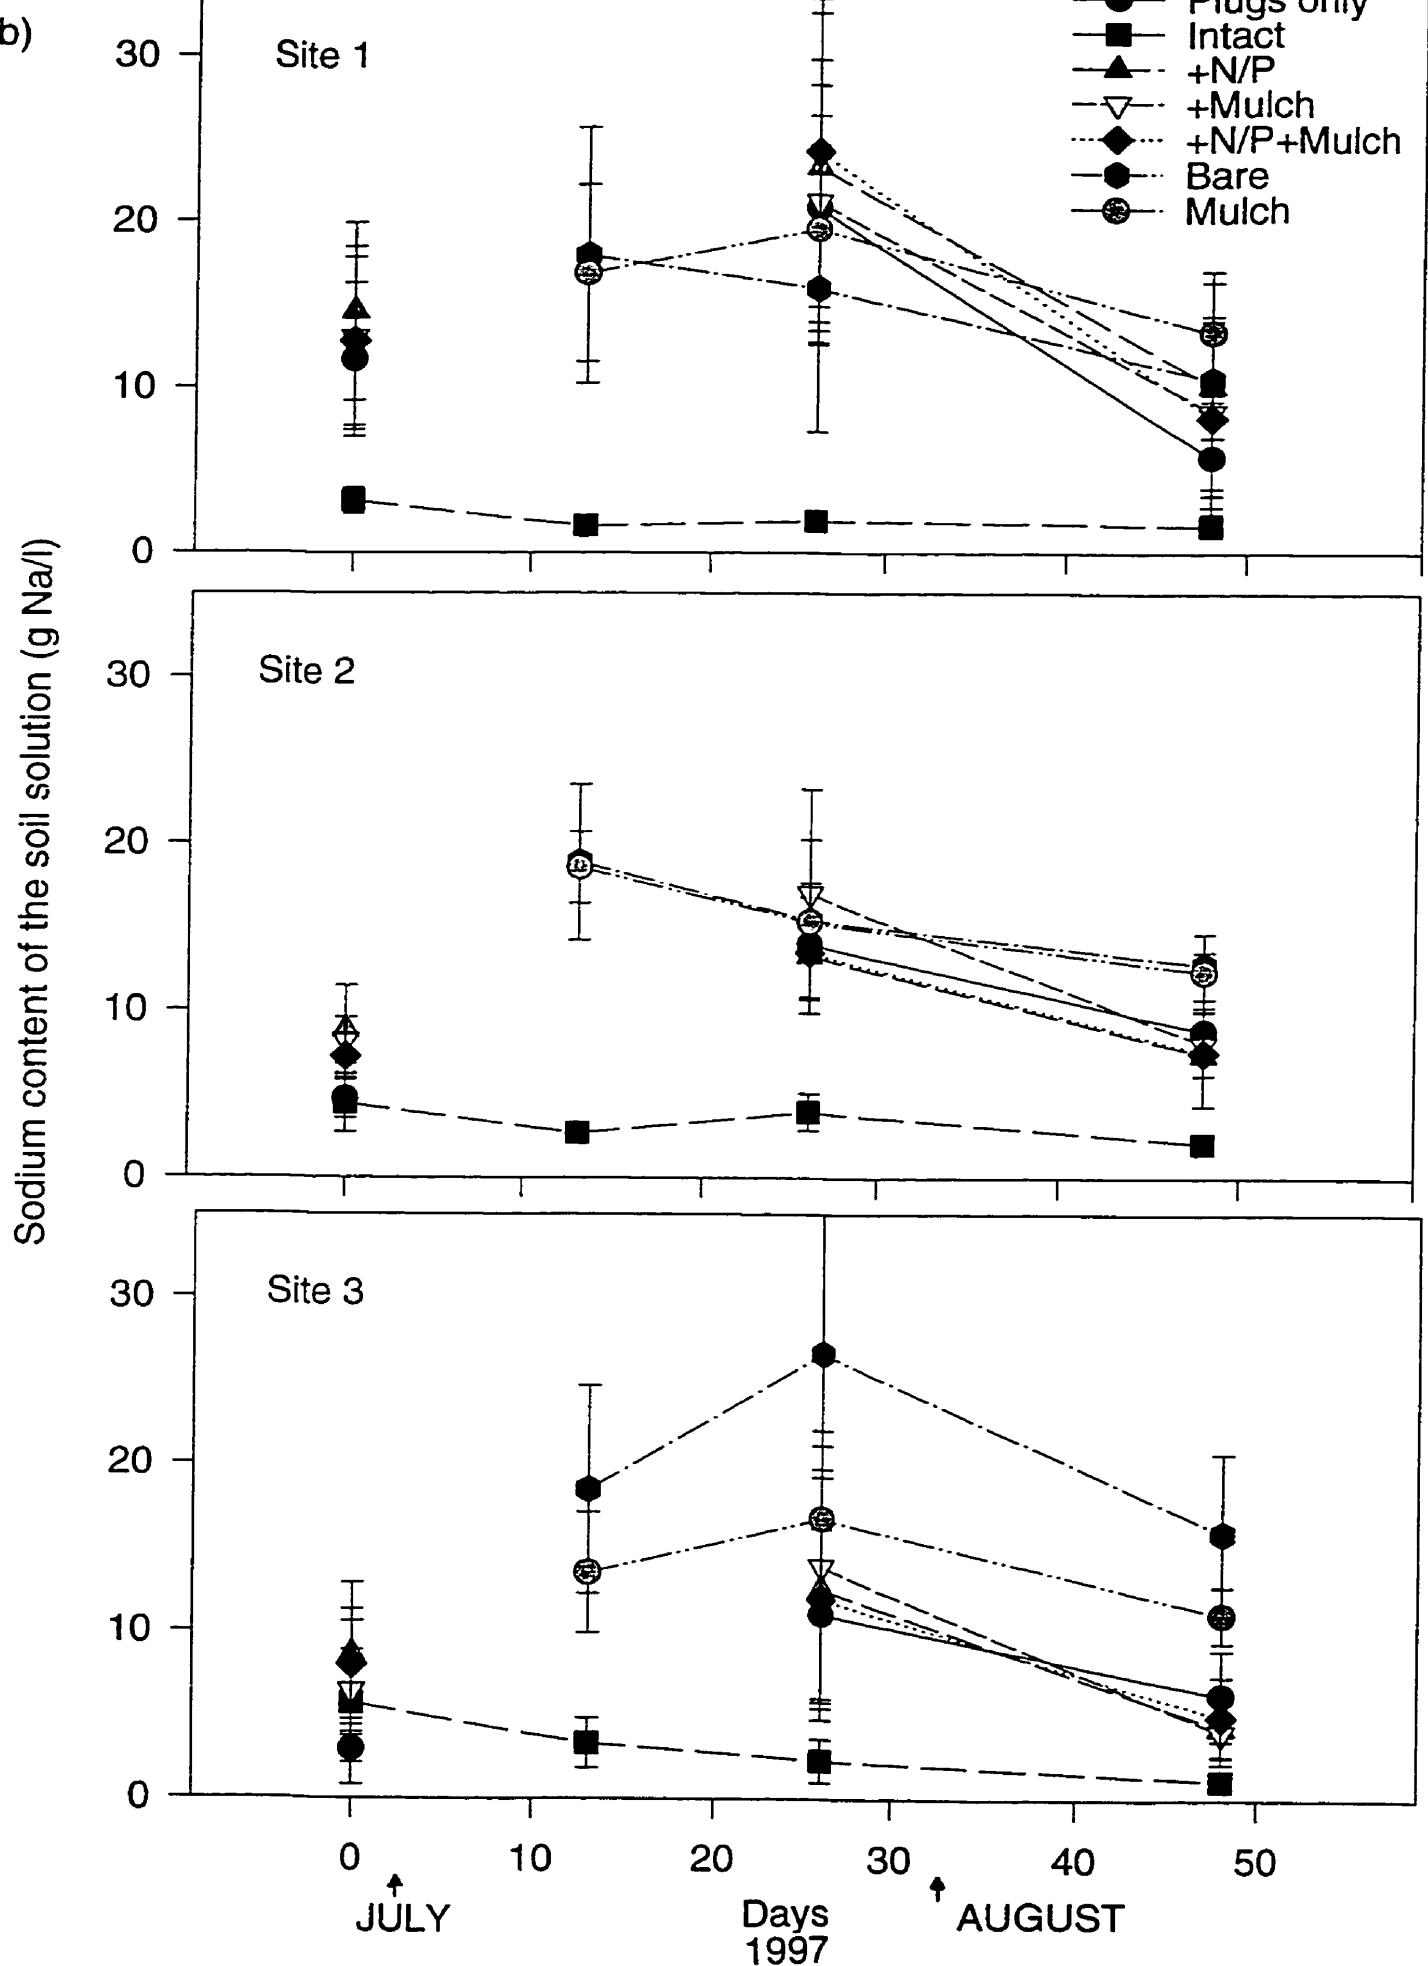 b)
Plugs only
Intact
+N/P
+Mulch
+N/P+Mulch
Bare
Mulch
Sodium content of the soil solution (g Na/l)
Site 1
30
20
10
0
Site 2
30
20
10
0
Site 3
30
20
10
0
0 10 20 30 40 50
JULY Days AUGUST
1997